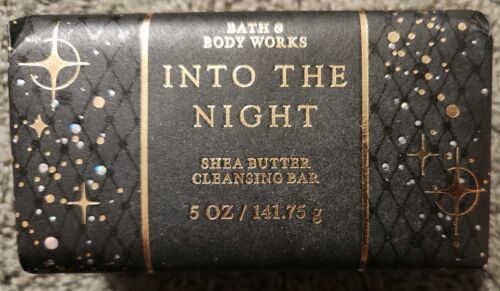 BATH &
BODY WORKS
INTO THE
NIGHT
SHEA BUTTER
CLEANSING BAR
5 OZ / 141.75 g